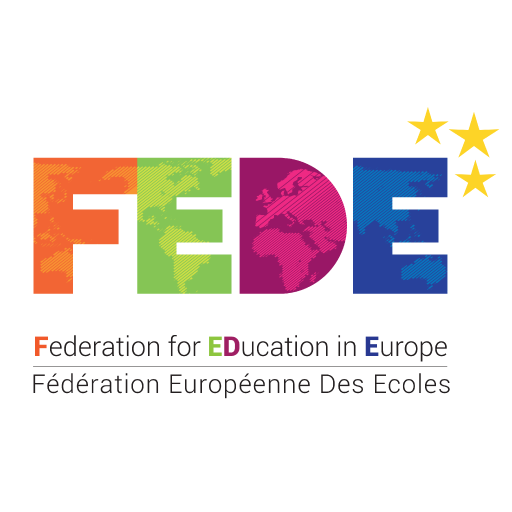 FEDE
Federation for EDucation in Europe
Fédération Européenne Des Ecoles